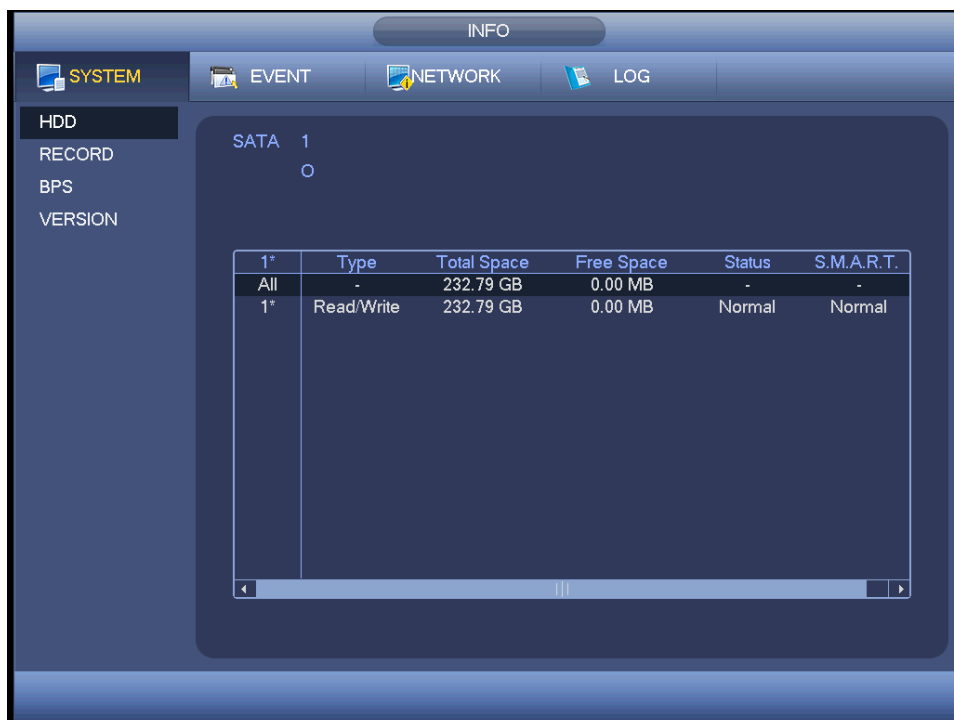 INFO
SYSTEM EVENT NETWORK LOG
HDD
RECORD
BPS
VERSION
SATA 1
O
1* Type Total Space Free Space Status S.M.A.R.T.
All - 232.79 GB 0.00 MB - -
1* Read/Write 232.79 GB 0.00 MB Normal Normal